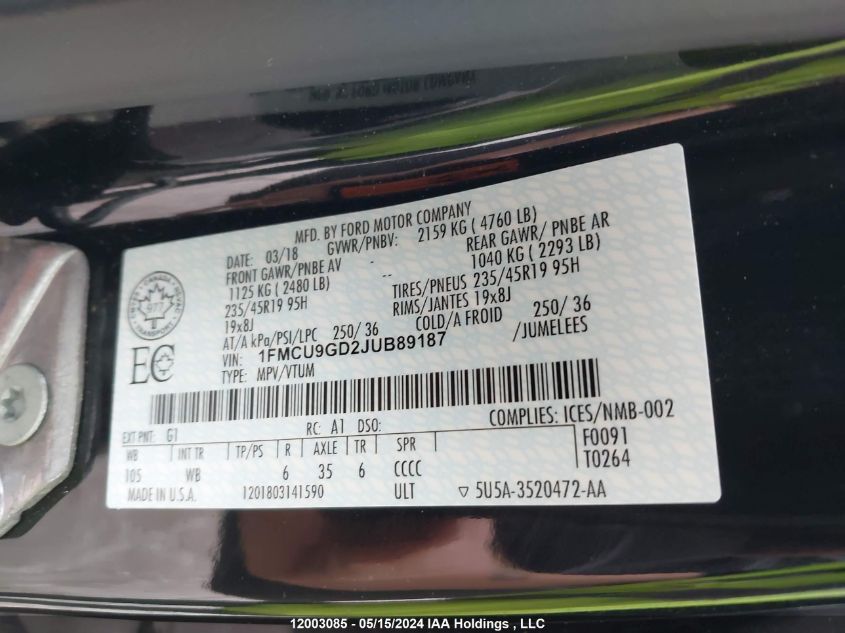 MFD. BY FORD MOTOR COMPANY
DATE: 03/18 GVWR/PNBV: 2159 KG ( 4760 LB)
FRONT GAWR/PNBE AV - - REAR GAWR/ PNBE AR
1125 KG ( 2480 LB) 1040 KG ( 2293 LB)
235/45R19 95H TIRES/PNEUS 235/45R19 95H
19x8J RIMS/JANTES 19x8J
AT/A kPa/PSI/LPC 250/ 36 COLD/A FROID 250/ 36
VIN: 1FMCU9GD2JUB89187 /JUMELEES
TYPE: MPV/VTUM
CANADA
977
TRANSPORT
EC
COMPLIES: ICES/NMB-002
EXT PNT: G1 RC: A1 DSO: F0091
WB INT TR TP/PS R AXLE TR SPR T0264
105 WB 6 35 6 CCCC
MADE IN U.S.A. 1201803141590 ULT ▽ 5U5A-3520472-AA
12003085 - 05/15/2024 IAA Holdings , LLC